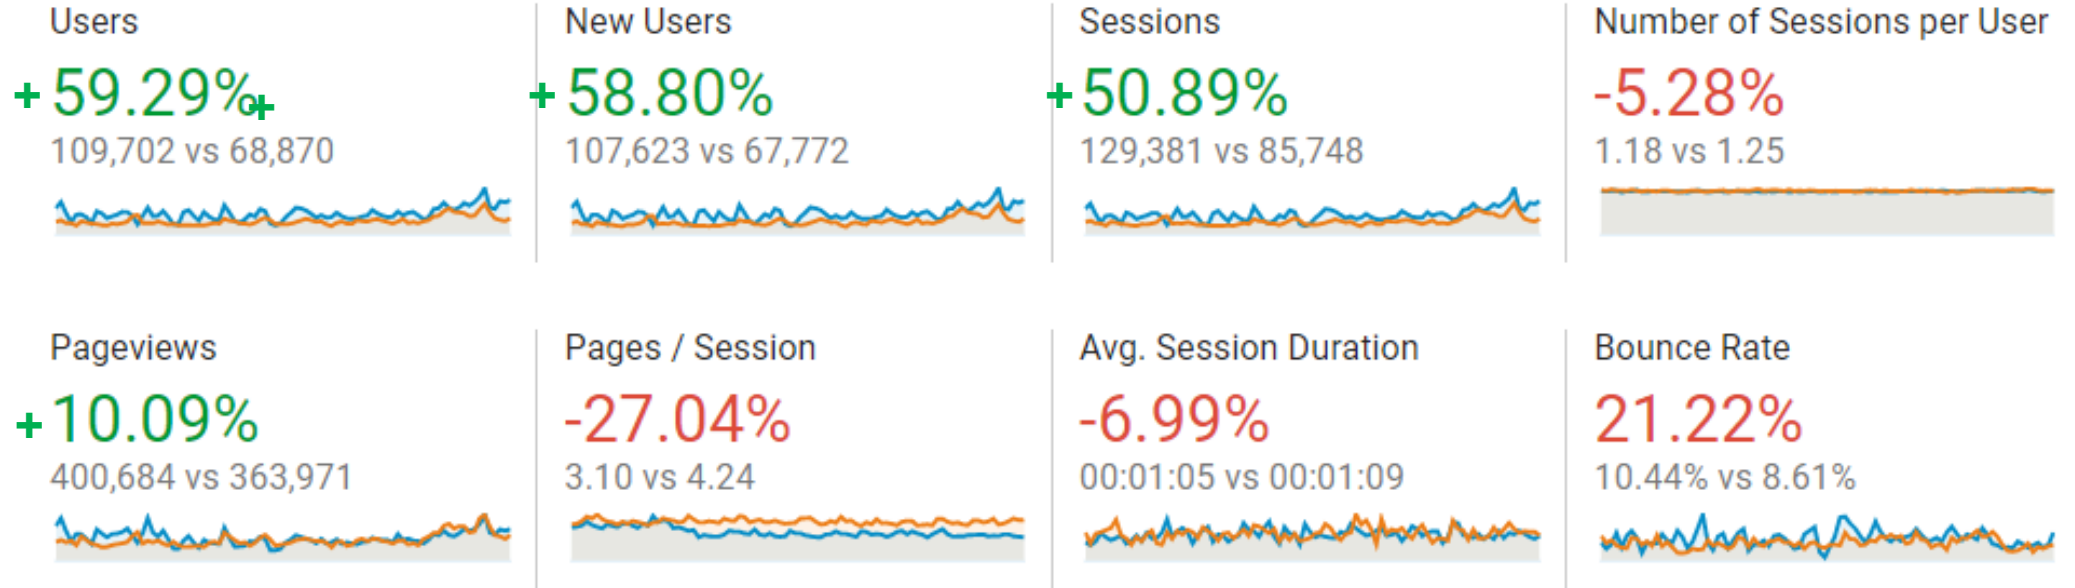 Users
+59.29%+
109,702 vs 68,870
New Users
+58.80%
107,623 vs 67,772
Sessions
+50.89%
129,381 vs 85,748
Number of Sessions per User
-5.28%
1.18 vs 1.25
Pageviews
+10.09%
400,684 vs 363,971
Pages / Session
-27.04%
3.10 vs 4.24
Avg. Session Duration
-6.99%
00:01:05 vs 00:01:09
Bounce Rate
21.22%
10.44% vs 8.61%